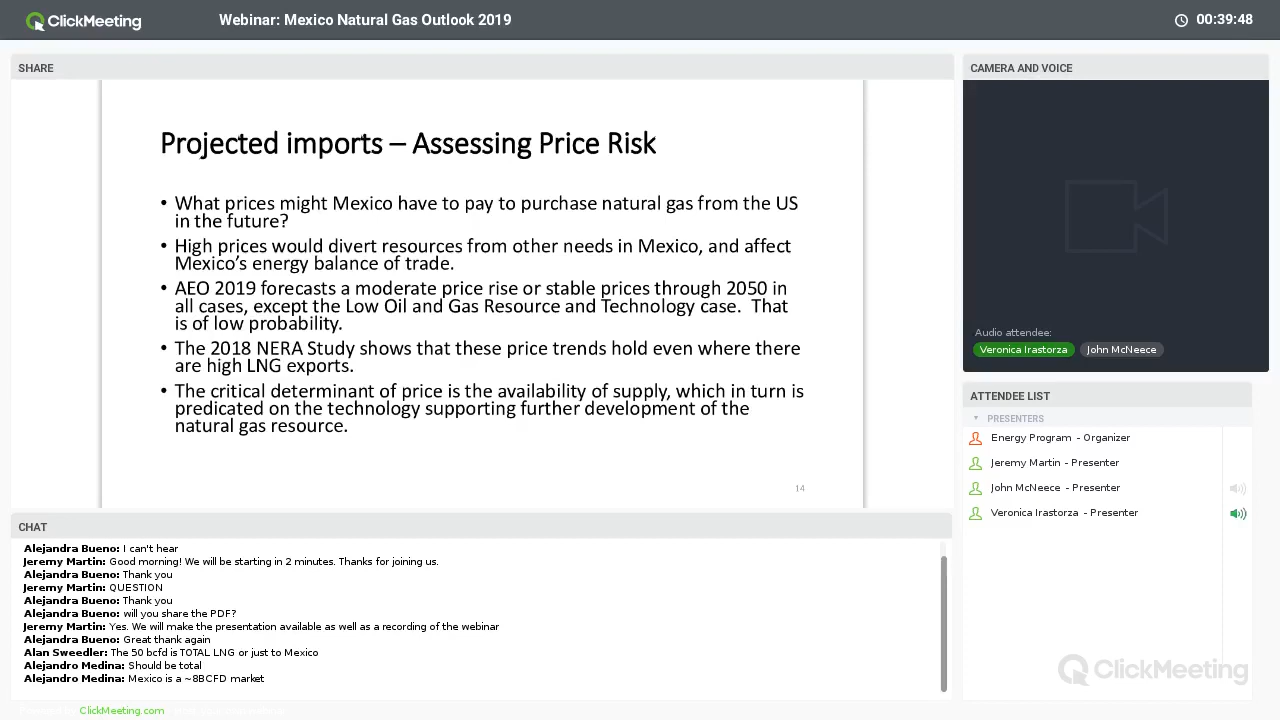 ClickMeeting
Webinar: Mexico Natural Gas Outlook 2019
00:39:48
SHARE
Projected imports – Assessing Price Risk
• What prices might Mexico have to pay to purchase natural gas from the US
in the future?
• High prices would divert resources from other needs in Mexico, and affect
Mexico's energy balance of trade.
• AEO 2019 forecasts a moderate price rise or stable prices through 2050 in
all cases, except the Low Oil and Gas Resource and Technology case.  That
is of low probability.
• The 2018 NERA Study shows that these price trends hold even where there
are high LNG exports.
• The critical determinant of price is the availability of supply, which in turn is
predicated on the technology supporting further development of the
natural gas resource.
14
CAMERA AND VOICE
Audio attendee:
Veronica Irastorza
John McNeece
ATTENDEE LIST
PRESENTERS
Energy Program - Organizer
Jeremy Martin - Presenter
John McNeece - Presenter
Veronica Irastorza - Presenter
CHAT
Alejandra Bueno: I can't hear
Jeremy Martin: Good morning! We will be starting in 2 minutes. Thanks for joining us.
Alejandra Bueno: Thank you
Jeremy Martin: QUESTION
Alejandra Bueno: Thank you
Alejandra Bueno: will you share the PDF?
Jeremy Martin: Yes. We will make the presentation available as well as a recording of the webinar
Alejandra Bueno: Great thank again
Alan Sweedler: The 50 bcfd is TOTAL LNG or just to Mexico
Alejandro Medina: Should be total
Alejandro Medina: Mexico is a ~8BCFD market
ClickMeeting
ClickMeeting.com